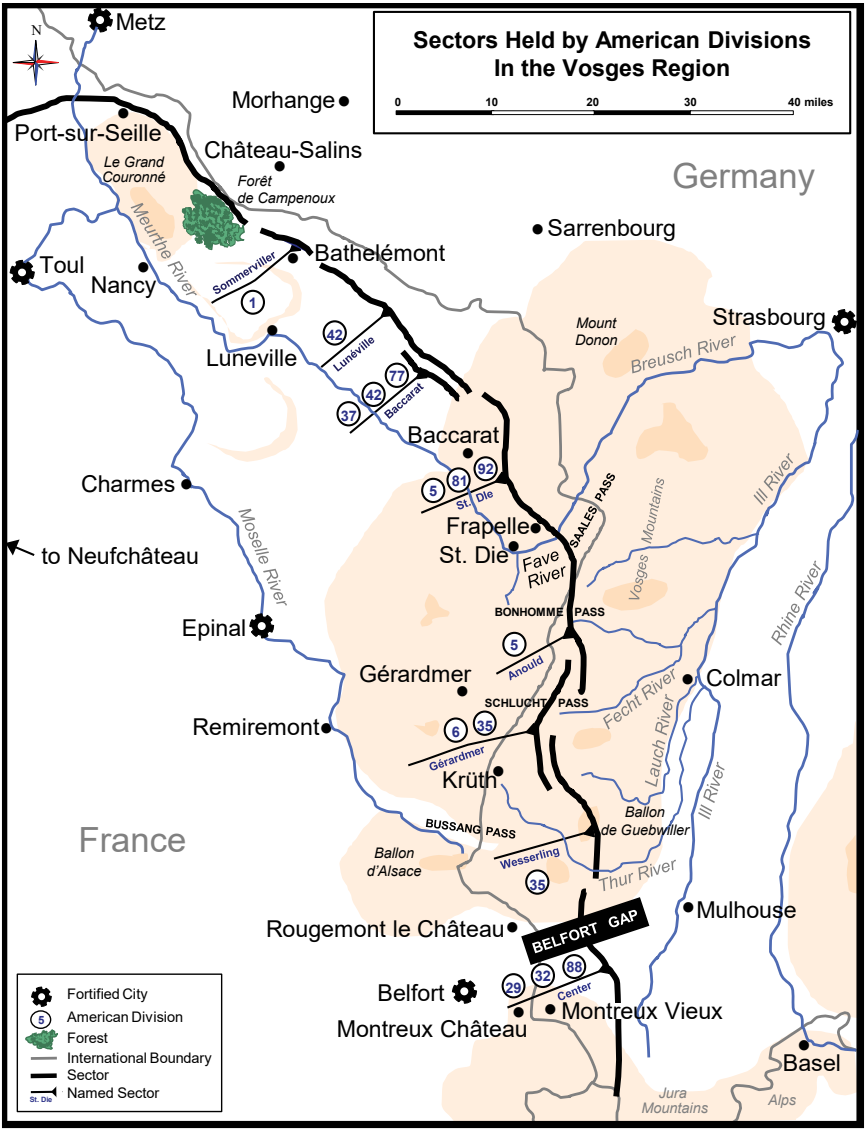 Metz
N
Sectors Held by American Divisions
In the Vosges Region
0 10 20 30 40 miles
Morhange
Port-sur-Seille
Le Grand
Couronné
Château-Salins
Forêt
de Campenoux
Germany
Meurthe River
Sarrenbourg
Toul
Nancy
Sommerviller
1
Bathelémont
Strasbourg
Mount
Donon
Breusch River
Luneville
42
Lunéville
77
42
37
Baccarat
Baccarat
92
81
5
St. Die
Ill River
Charmes
SAALES PASS
Frapelle
St. Die
Fave
River
Vosges Mountains
Moselle River
to Neufchâteau
Rhine River
BONHOMME PASS
Epinal
5
Anould
Gérardmer
Colmar
SCHLUCHT PASS
Fecht River
Remiremont
6
35
Gérardmer
Lauch River
Krüth
Ill River
BUSSANG PASS
Ballon
de Guebwiller
France
Ballon
d'Alsace
Wesserling
35
Thur River
Mulhouse
Rougemont le Château
BELFORT GAP
88
32
29
Center
Belfort
Montreux Vieux
Montreux Château
Basel
Jura
Mountains
Alps
Fortified City
5 American Division
Forest
International Boundary
Sector
St. Die Named Sector